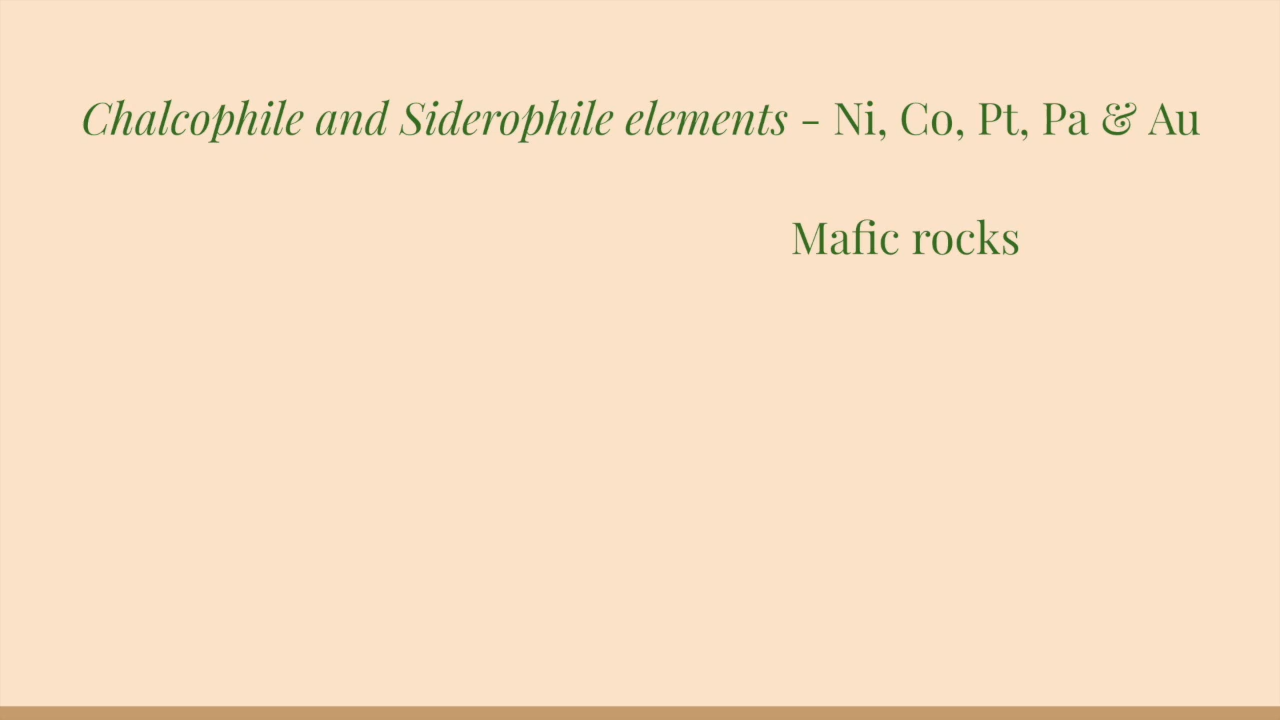 Chalcophile and Siderophile elements - Ni, Co, Pt, Pa & Au
Mafic rocks